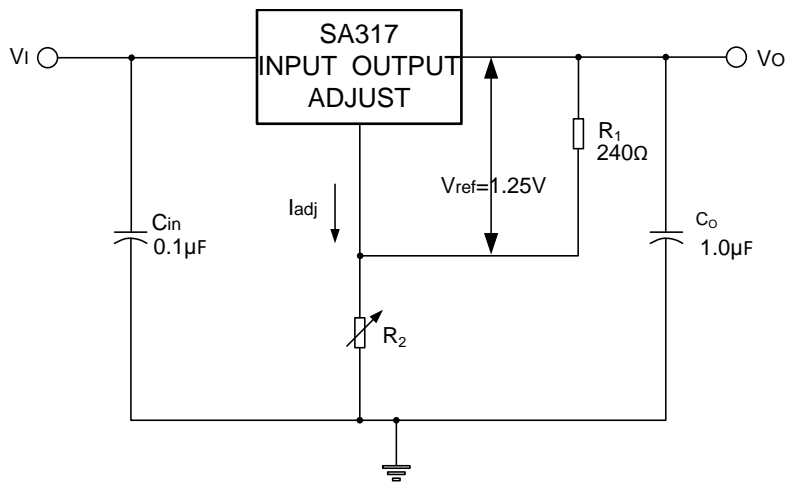 SA317
INPUT OUTPUT
ADJUST
VI
VO
R1
240Ω
Vref=1.25V
Iadj
Cin
0.1µF
CO
1.0µF
R2